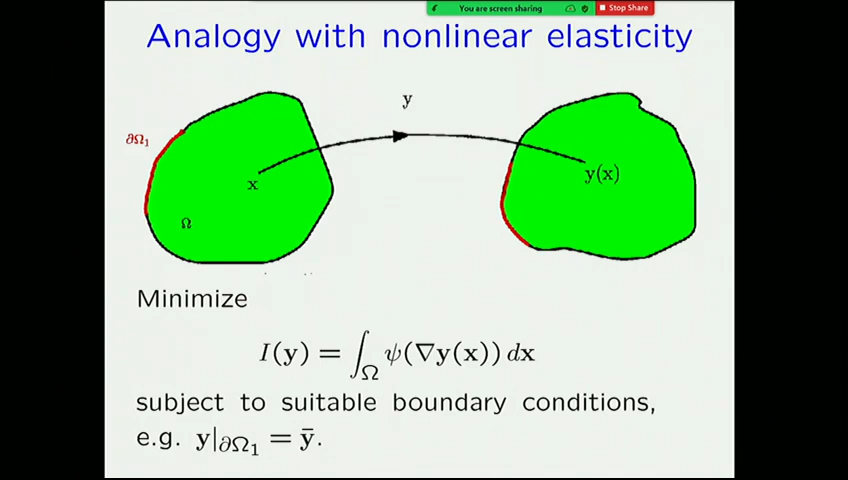 You are screen sharing
Stop Share
Analogy with nonlinear elasticity
y
∂Ω₁
x
y(x)
Ω
Minimize
I(y) = ∫_Ω ψ(∇y(x)) dx
subject to suitable boundary conditions,
e.g. y|_∂Ω₁ = ȳ.